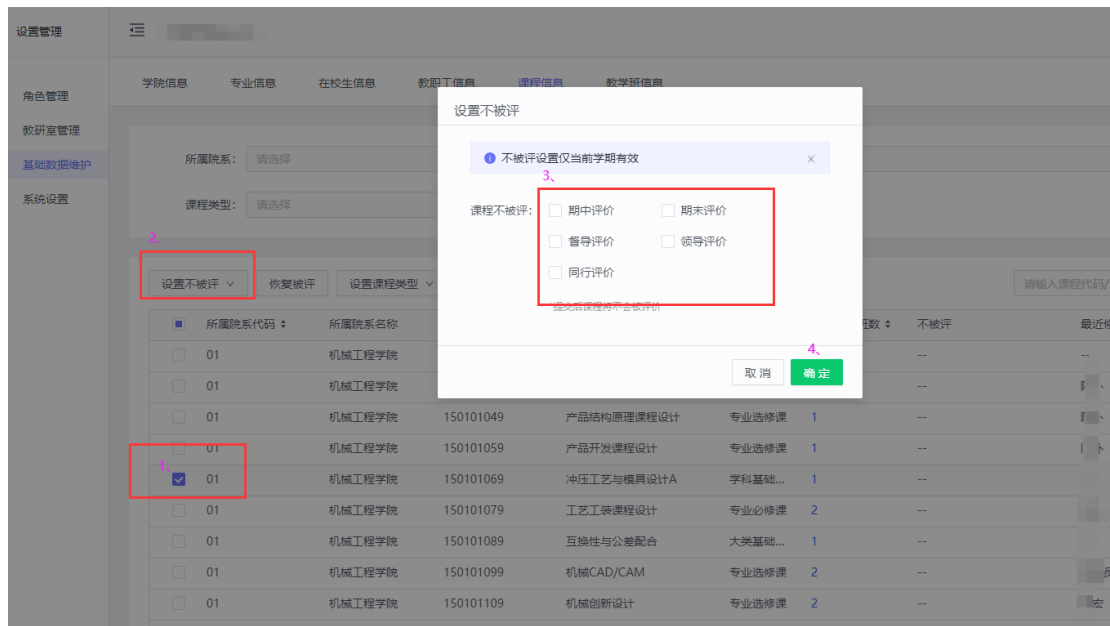 设置管理
角色管理
教研室管理
基础数据维护
系统设置
学院信息 专业信息 在校生信息 教职工信息 课程信息 教学班信息
所属院系: 请选择
课程类型: 请选择
2、
设置不被评 恢复被评 设置课程类型
请输入课程代码/
设置不被评
不被评设置仅当前学期有效
3、
课程不被评: 期中评价 期末评价
督导评价 领导评价
同行评价
*提交后课程将不会被评价
4、
取消 确定
所属院系代码 所属院系名称 班数 不被评 最近修
01 机械工程学院 -- --
01 机械工程学院 --
01 机械工程学院 150101049 产品结构原理课程设计 专业选修课 1 --
01 机械工程学院 150101059 产品开发课程设计 专业选修课 1 --
1、
01 机械工程学院 150101069 冲压工艺与模具设计A 学科基础... 1 --
01 机械工程学院 150101079 工艺工装课程设计 专业必修课 2 --
01 机械工程学院 150101089 互换性与公差配合 大类基础... 1 --
01 机械工程学院 150101099 机械CAD/CAM 专业选修课 2 --
01 机械工程学院 150101109 机械创新设计 专业选修课 2 -- 宏